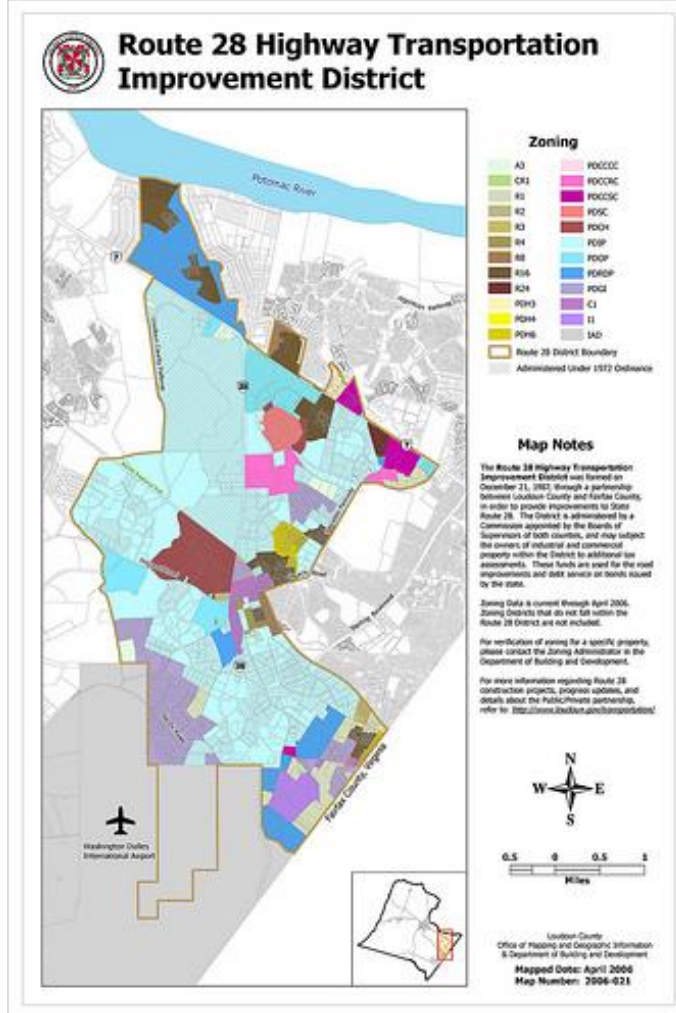 Route 28 Highway Transportation
Improvement District
Potomac River
7
28
7
28
Fairfax County, Virginia
Washington Dulles
International Airport
Zoning
A3
CR1
R1
R2
R3
R4
R8
R16
R24
PDH3
PDH4
PDH6
PDCCCC
PDCCRC
PDCCSC
PDSC
PDCH
PDIP
PDOP
PDRDP
PDGI
C1
I1
IAD
Route 28 District Boundary
Administered Under 1972 Ordinance
Map Notes
The Route 28 Highway Transportation
Improvement District was formed on
December 21, 1987, through a partnership
between Loudoun County and Fairfax County,
in order to provide improvements to State
Route 28. The District is administered by a
Commission appointed by the Boards of
Supervisors of both counties, and may subject
the owners of industrial and commercial
property within the District to additional tax
assessments. These funds are used for the road
improvements and debt service on bonds issued
by the state.
Zoning Data is current through April 2006.
Zoning Districts that do not fall within the
Route 28 District are not included.
For verification of zoning for a specific property,
please contact the Zoning Administrator in the
Department of Building and Development.
For more information regarding Route 28
construction projects, progress updates, and
details about the Public/Private partnership,
refer to: http://www.loudoun.gov/transportation/
N
W E
S
0.5 0 0.5 1
Miles
Loudoun County
Office of Mapping and Geographic Information
& Department of Building and Development
Mapped Date: April 2006
Map Number: 2006-021